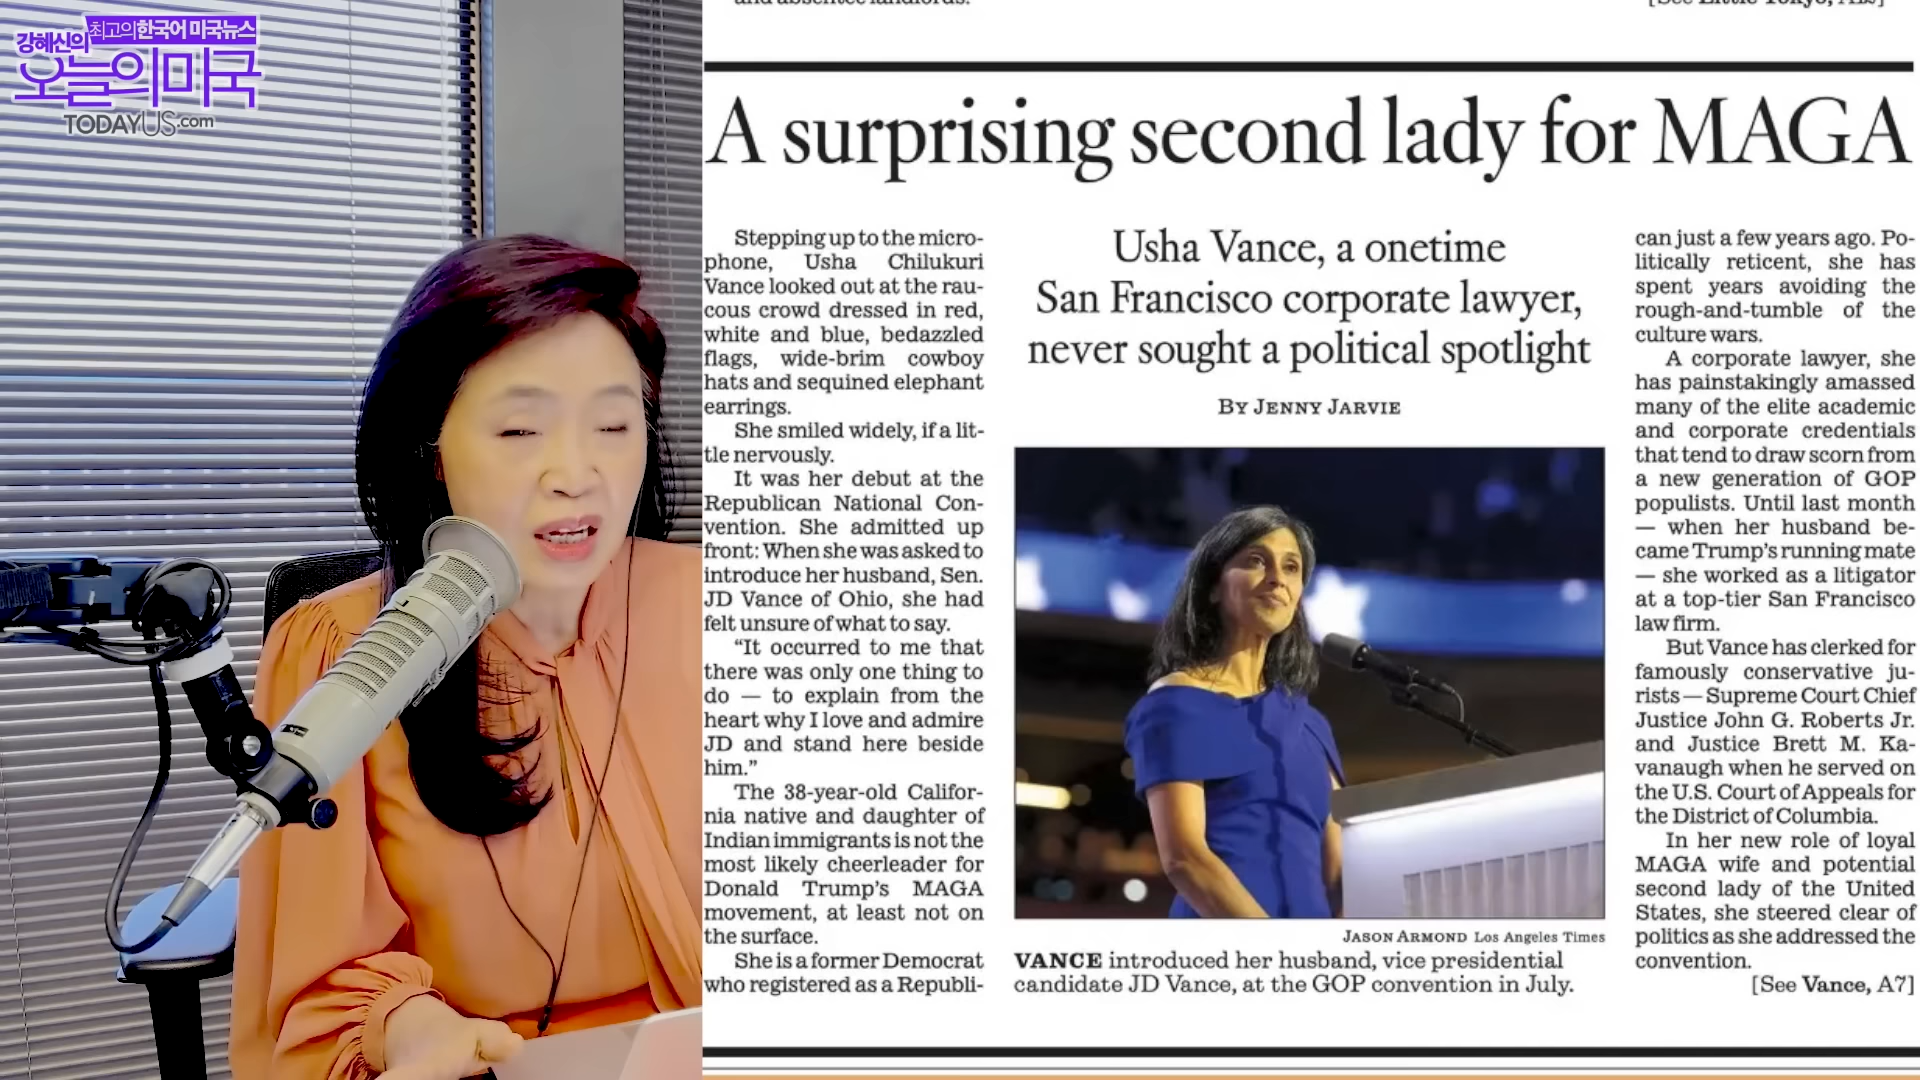 최고의한국어 미국뉴스
강혜신의
오늘의미국
TODAYUS.com
and absentee landlords.
[See Little Tokyo, A12]
A surprising second lady for MAGA
Stepping up to the micro-
phone, Usha Chilukuri
Vance looked out at the rau-
cous crowd dressed in red,
white and blue, bedazzled
flags, wide-brim cowboy
hats and sequined elephant
earrings.
She smiled widely, if a lit-
tle nervously.
It was her debut at the
Republican National Con-
vention. She admitted up
front: When she was asked to
introduce her husband, Sen.
JD Vance of Ohio, she had
felt unsure of what to say.
“It occurred to me that
there was only one thing to
do — to explain from the
heart why I love and admire
JD and stand here beside
him.”
The 38-year-old Califor-
nia native and daughter of
Indian immigrants is not the
most likely cheerleader for
Donald Trump’s MAGA
movement, at least not on
the surface.
She is a former Democrat
who registered as a Republi-
Usha Vance, a onetime
San Francisco corporate lawyer,
never sought a political spotlight
BY JENNY JARVIE
JASON ARMOND Los Angeles Times
VANCE introduced her husband, vice presidential
candidate JD Vance, at the GOP convention in July.
can just a few years ago. Po-
litically reticent, she has
spent years avoiding the
rough-and-tumble of the
culture wars.
A corporate lawyer, she
has painstakingly amassed
many of the elite academic
and corporate credentials
that tend to draw scorn from
a new generation of GOP
populists. Until last month
— when her husband be-
came Trump’s running mate
— she worked as a litigator
at a top-tier San Francisco
law firm.
But Vance has clerked for
famously conservative ju-
rists — Supreme Court Chief
Justice John G. Roberts Jr.
and Justice Brett M. Ka-
vanaugh when he served on
the U.S. Court of Appeals for
the District of Columbia.
In her new role of loyal
MAGA wife and potential
second lady of the United
States, she steered clear of
politics as she addressed the
convention.
[See Vance, A7]